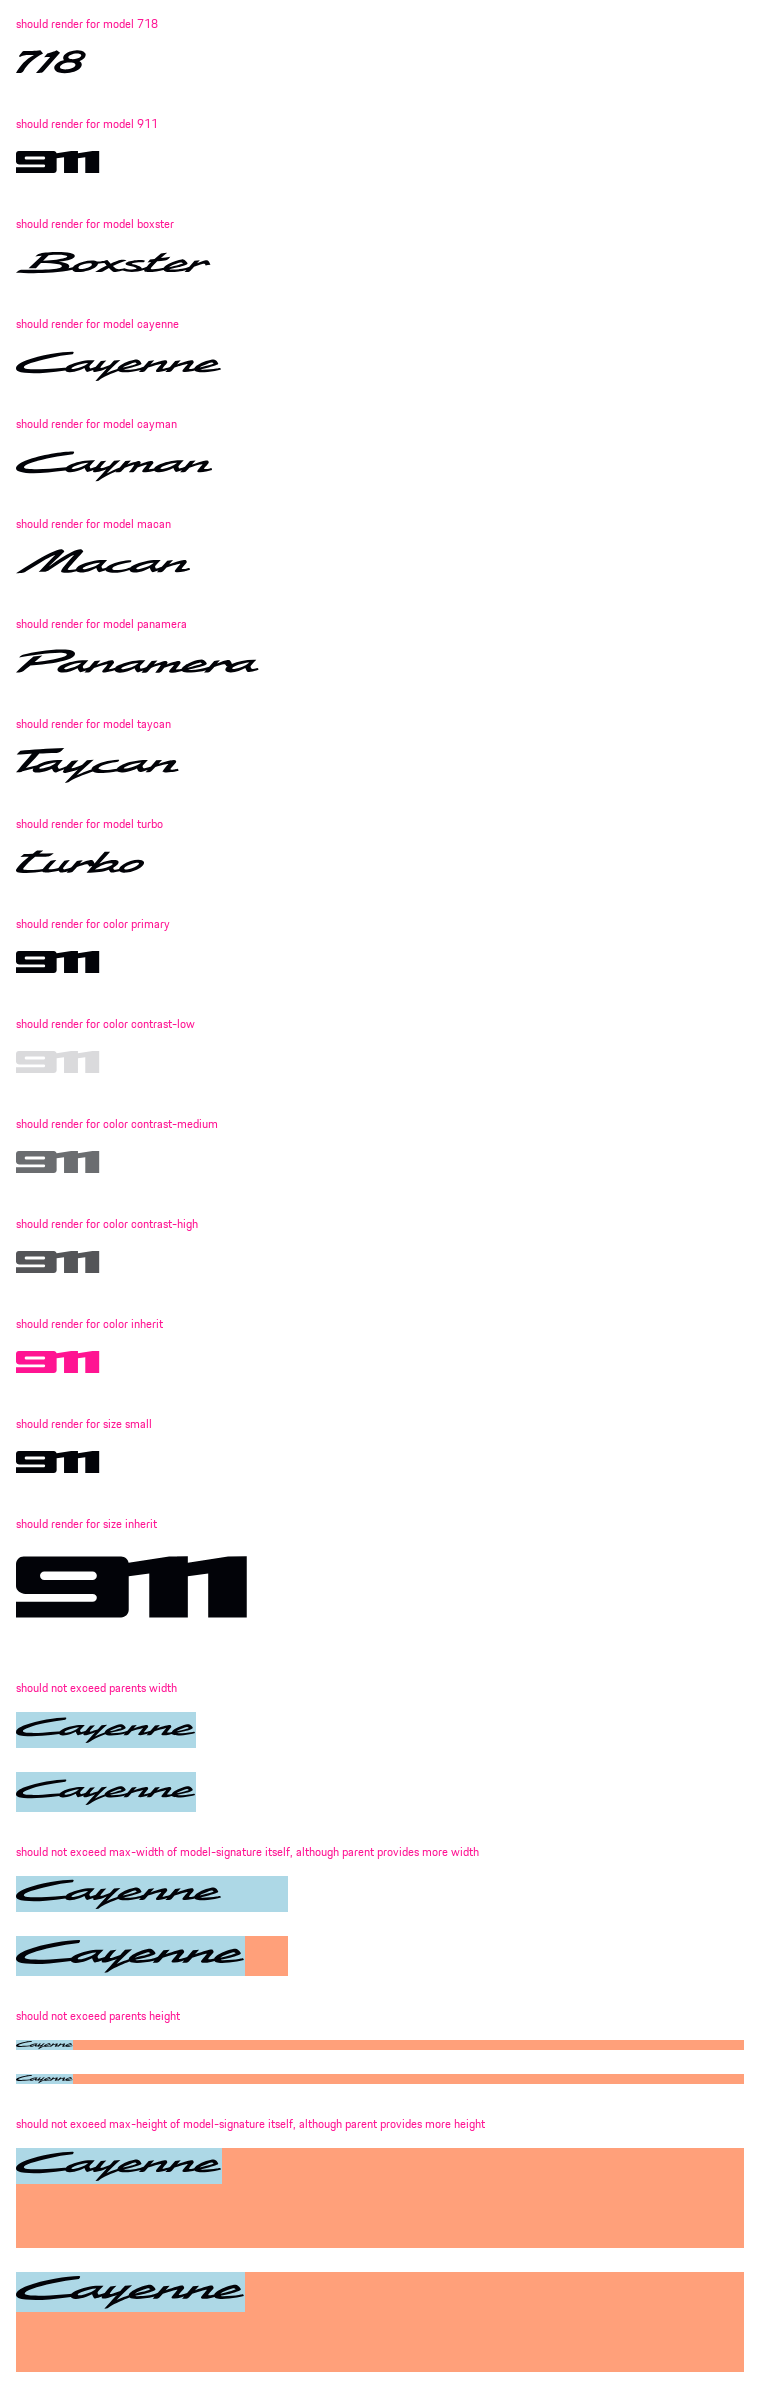 should render for model 718
718
should render for model 911
911
should render for model boxster
Boxster
should render for model cayenne
Cayenne
should render for model cayman
Cayman
should render for model macan
Macan
should render for model panamera
Panamera
should render for model taycan
Taycan
should render for model turbo
turbo
should render for color primary
911
should render for color contrast-low
911
should render for color contrast-medium
911
should render for color contrast-high
911
should render for color inherit
911
should render for size small
911
should render for size inherit
911
should not exceed parents width
Cayenne
Cayenne
should not exceed max-width of model-signature itself, although parent provides more width
Cayenne
Cayenne
should not exceed parents height
Cayenne
Cayenne
should not exceed max-height of model-signature itself, although parent provides more height
Cayenne
Cayenne